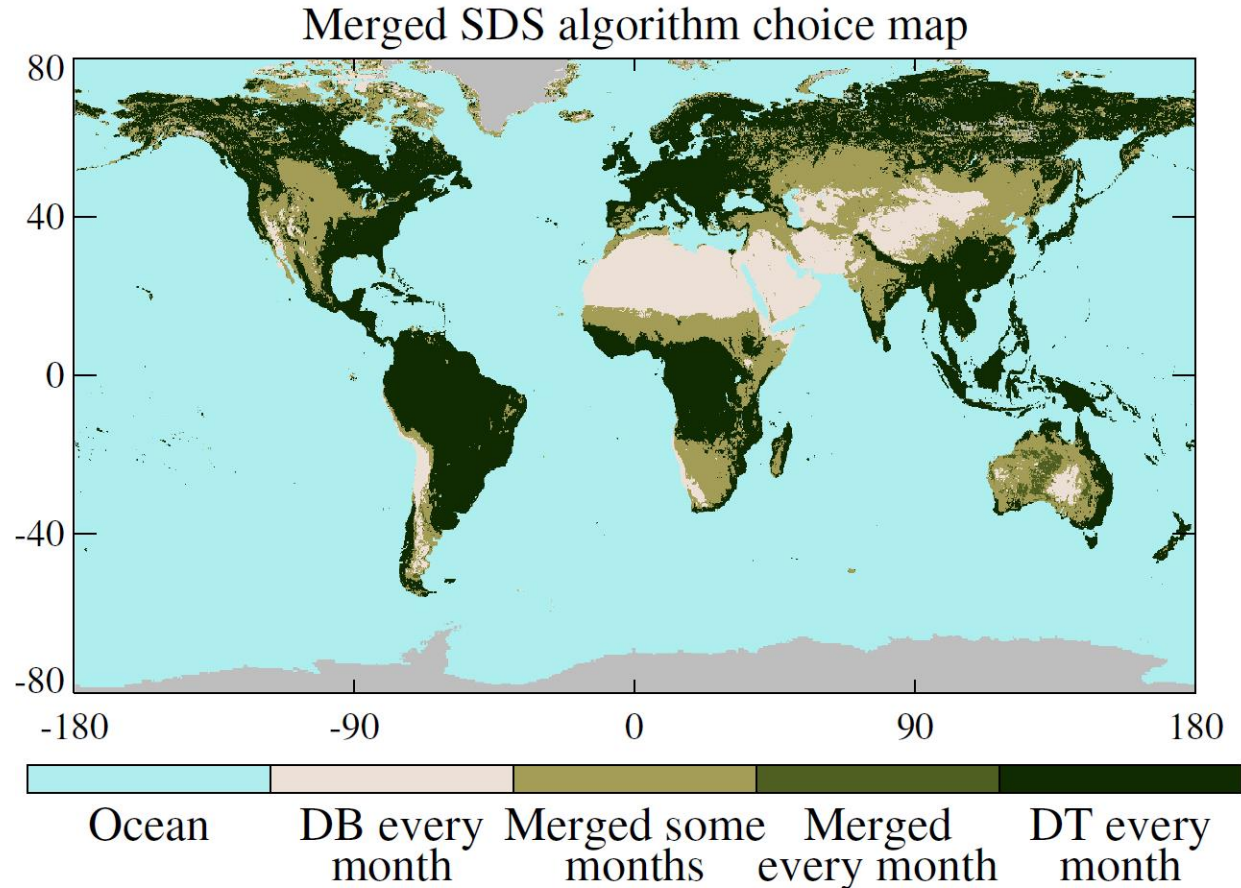 Merged SDS algorithm choice map
80
40
0
-40
-80
-180 -90 0 90 180
Ocean DB every month Merged some months Merged every month DT every month